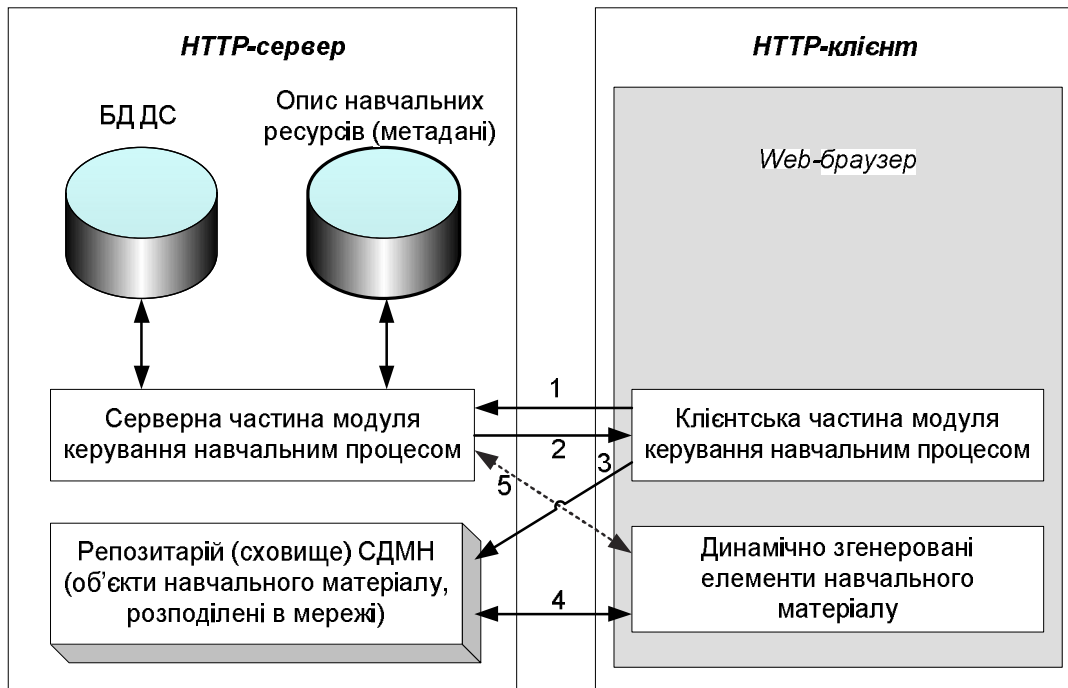 HTTP-сервер
HTTP-клієнт
БД ДС
Опис навчальних
ресурсів (метадані)
Web-браузер
1
Серверна частина модуля
керування навчальним процесом
2
Клієнтська частина модуля
керування навчальним процесом
3
5
Репозитарій (сховище) СДМН
(об'єкти навчального матеріалу,
розподілені в мережі)
4
Динамічно згенеровані
елементи навчального
матеріалу